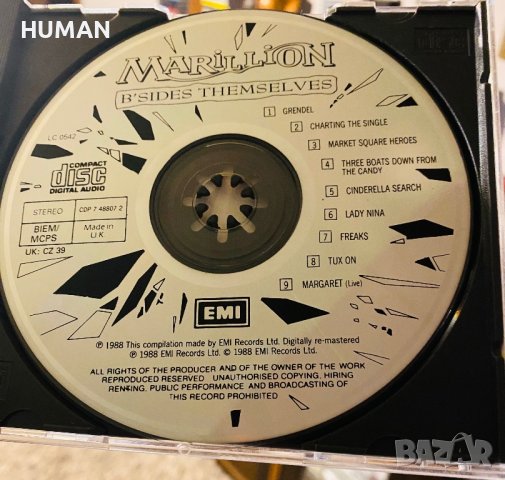 HUMAN
MARILLION
B'SIDES THEMSELVES
1 GRENDEL
2 CHARTING THE SINGLE
3 MARKET SQUARE HEROES
4 THREE BOATS DOWN FROM
THE CANDY
5 CINDERELLA SEARCH
6 LADY NINA
7 FREAKS
8 TUX ON
9 MARGARET (Live)
LC 0542
COMPACT
disc
DIGITAL AUDIO
STEREO CDP 7 48807 2
BIEM/
MCPS
Made in
U.K.
UK: CZ 39
EMI
℗ 1988 This compilation made by EMI Records Ltd. Digitally re-mastered
℗ 1988 EMI Records Ltd. © 1988 EMI Records Ltd.
ALL RIGHTS OF THE PRODUCER AND OF THE OWNER OF THE WORK
REPRODUCED RESERVED UNAUTHORISED COPYING, HIRING
RENTING, PUBLIC PERFORMANCE AND BROADCASTING OF
THIS RECORD PROHIBITED
BAZAR